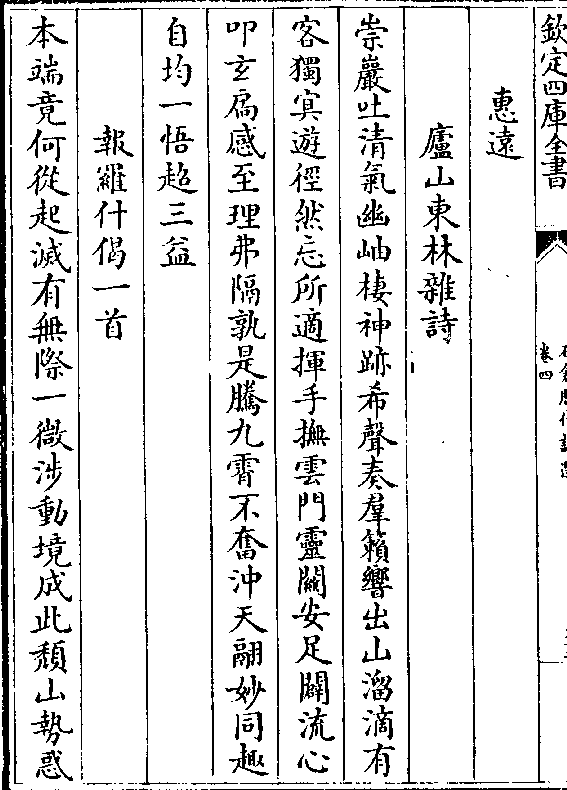 欽定四庫全書
卷四
惠遠
廬山東林雜詩
崇巖吐清氣幽岫棲神跡希聲奏羣籟響出山溜滴有
客獨冥遊徑然忘所適揮手撫雲門靈關安足闢流心
叩玄扄感至理弗隔孰是騰九霄不奮沖天翮妙同趣
自均一悟超三益
報羅什偈一首
本端竟何從起滅有無際一微涉動境成此頹山勢惑